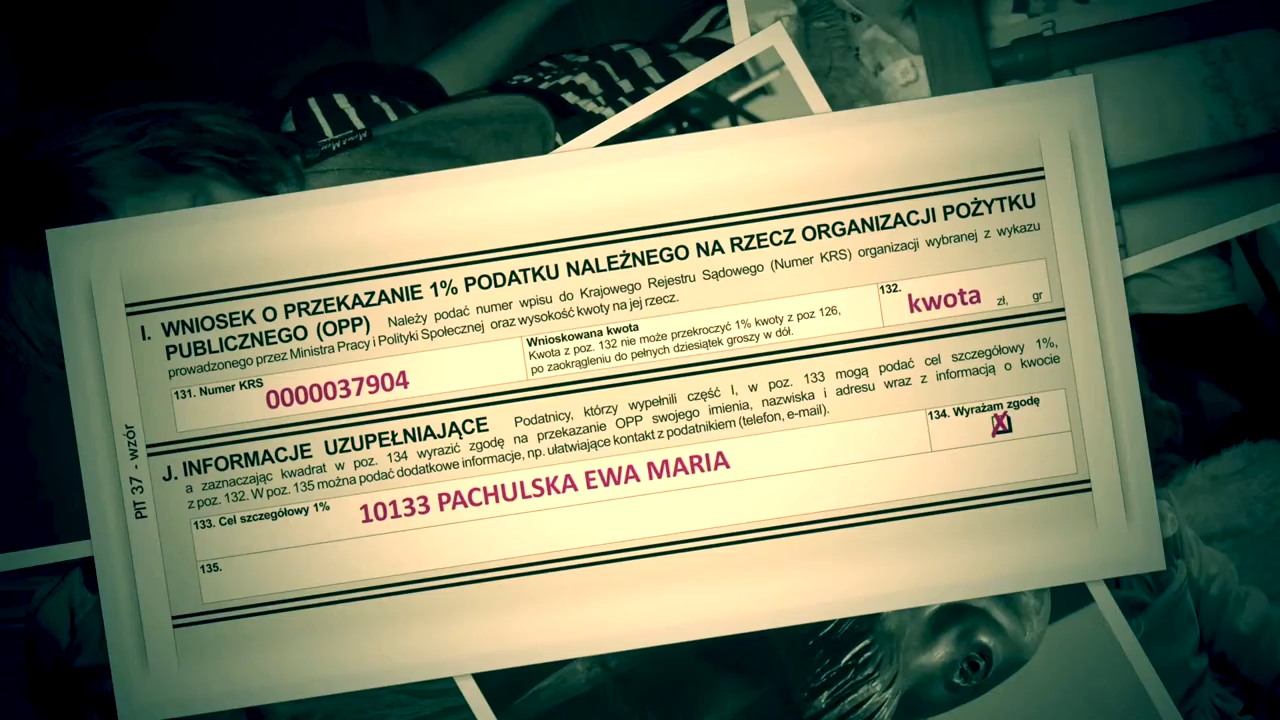 I. WNIOSEK O PRZEKAZANIE 1% PODATKU NALEŻNEGO NA RZECZ ORGANIZACJI POŻYTKU
PUBLICZNEGO (OPP) Należy podać numer wpisu do Krajowego Rejestru Sądowego (Numer KRS) organizacji wybranej z wykazu
prowadzonego przez Ministra Pracy i Polityki Społecznej oraz wysokość kwoty na jej rzecz.
131. Numer KRS
0000037904
Wnioskowana kwota
Kwota z poz. 132 nie może przekroczyć 1% kwoty z poz 126,
po zaokrągleniu do pełnych dziesiątek groszy w dół.
132.
kwota zł, gr
J. INFORMACJE UZUPEŁNIAJĄCE Podatnicy, którzy wypełnili część I, w poz. 133 mogą podać cel szczegółowy 1%,
a zaznaczając kwadrat w poz. 134 wyrazić zgodę na przekazanie OPP swojego imienia, nazwiska i adresu wraz z informacją o kwocie
z poz. 132. W poz. 135 można podać dodatkowe informacje, np. ułatwiające kontakt z podatnikiem (telefon, e-mail).
133. Cel szczegółowy 1%
10133 PACHULSKA EWA MARIA
134. Wyrażam zgodę
X
135.
PIT 37 - wzór